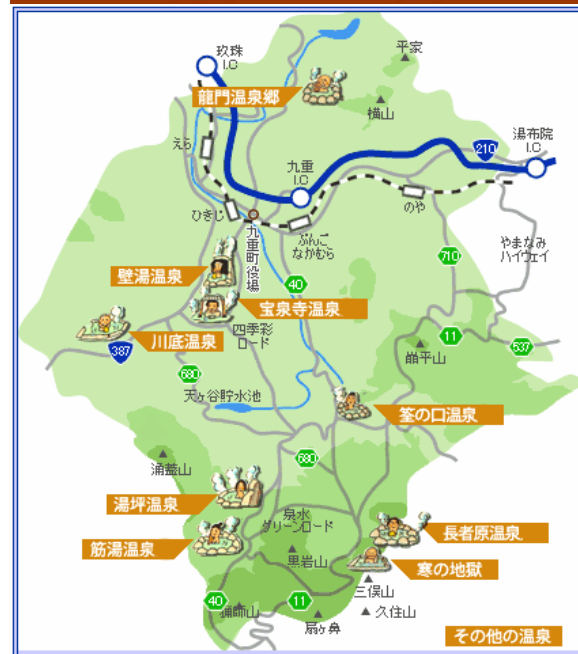 玖珠
I.C
平家
龍門温泉郷
横山
湯布院
I.C
210
えら
九重
I.C
ひきじ
のや
九重町役場
ぶんご
なかむら
やまなみ
ハイウェイ
710
壁湯温泉
40
宝泉寺温泉
川底温泉
四季彩
ロード
11
537
387
崩平山
680
天ヶ谷貯水池
筌の口温泉
涌蓋山
680
湯坪温泉
泉水
グリーンロード
長者原温泉
筋湯温泉
黒岩山
寒の地獄
三俣山
40
猟師山
11
扇ヶ鼻
久住山
その他の温泉